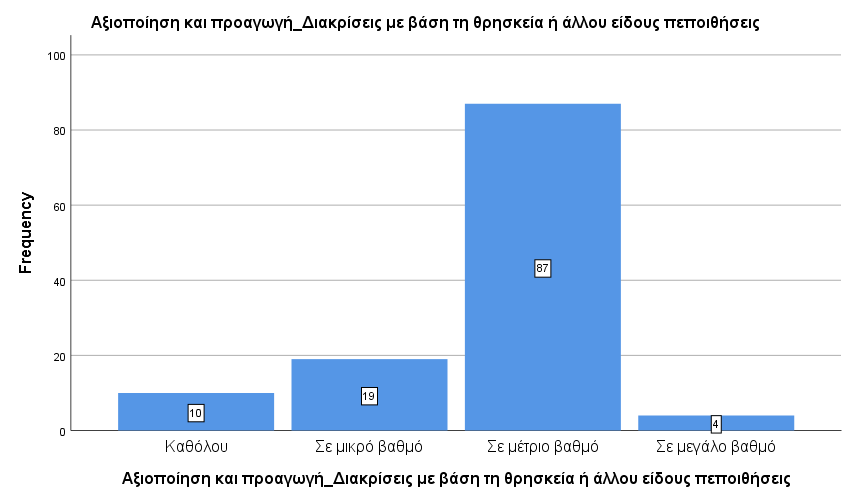 Αξιοποίηση και προαγωγή_Διακρίσεις με βάση τη θρησκεία ή άλλου είδους πεποιθήσεις
100
80
60
40
20
0
Frequency
10
19
87
4
Καθόλου
Σε μικρό βαθμό
Σε μέτριο βαθμό
Σε μεγάλο βαθμό
Αξιοποίηση και προαγωγή_Διακρίσεις με βάση τη θρησκεία ή άλλου είδους πεποιθήσεις